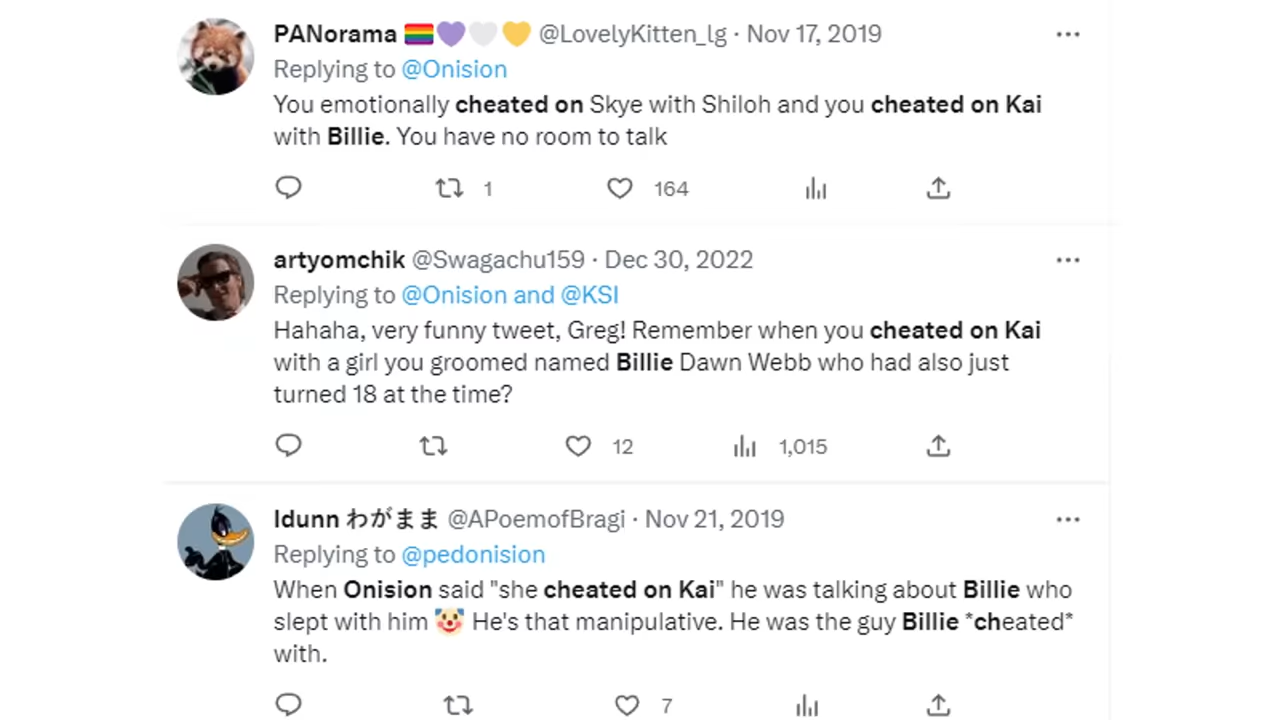 PANorama 🏳️‍🌈💜🤍💛 @LovelyKitten_lg · Nov 17, 2019
Replying to @Onision
You emotionally cheated on Skye with Shiloh and you cheated on Kai
with Billie. You have no room to talk
1 164
artyomchik @Swagachu159 · Dec 30, 2022
Replying to @Onision and @KSI
Hahaha, very funny tweet, Greg! Remember when you cheated on Kai
with a girl you groomed named Billie Dawn Webb who had also just
turned 18 at the time?
12 1,015
Idunn わがまま @APoemofBragi · Nov 21, 2019
Replying to @pedonision
When Onision said "she cheated on Kai" he was talking about Billie who
slept with him 🤡 He's that manipulative. He was the guy Billie *cheated*
with.
7